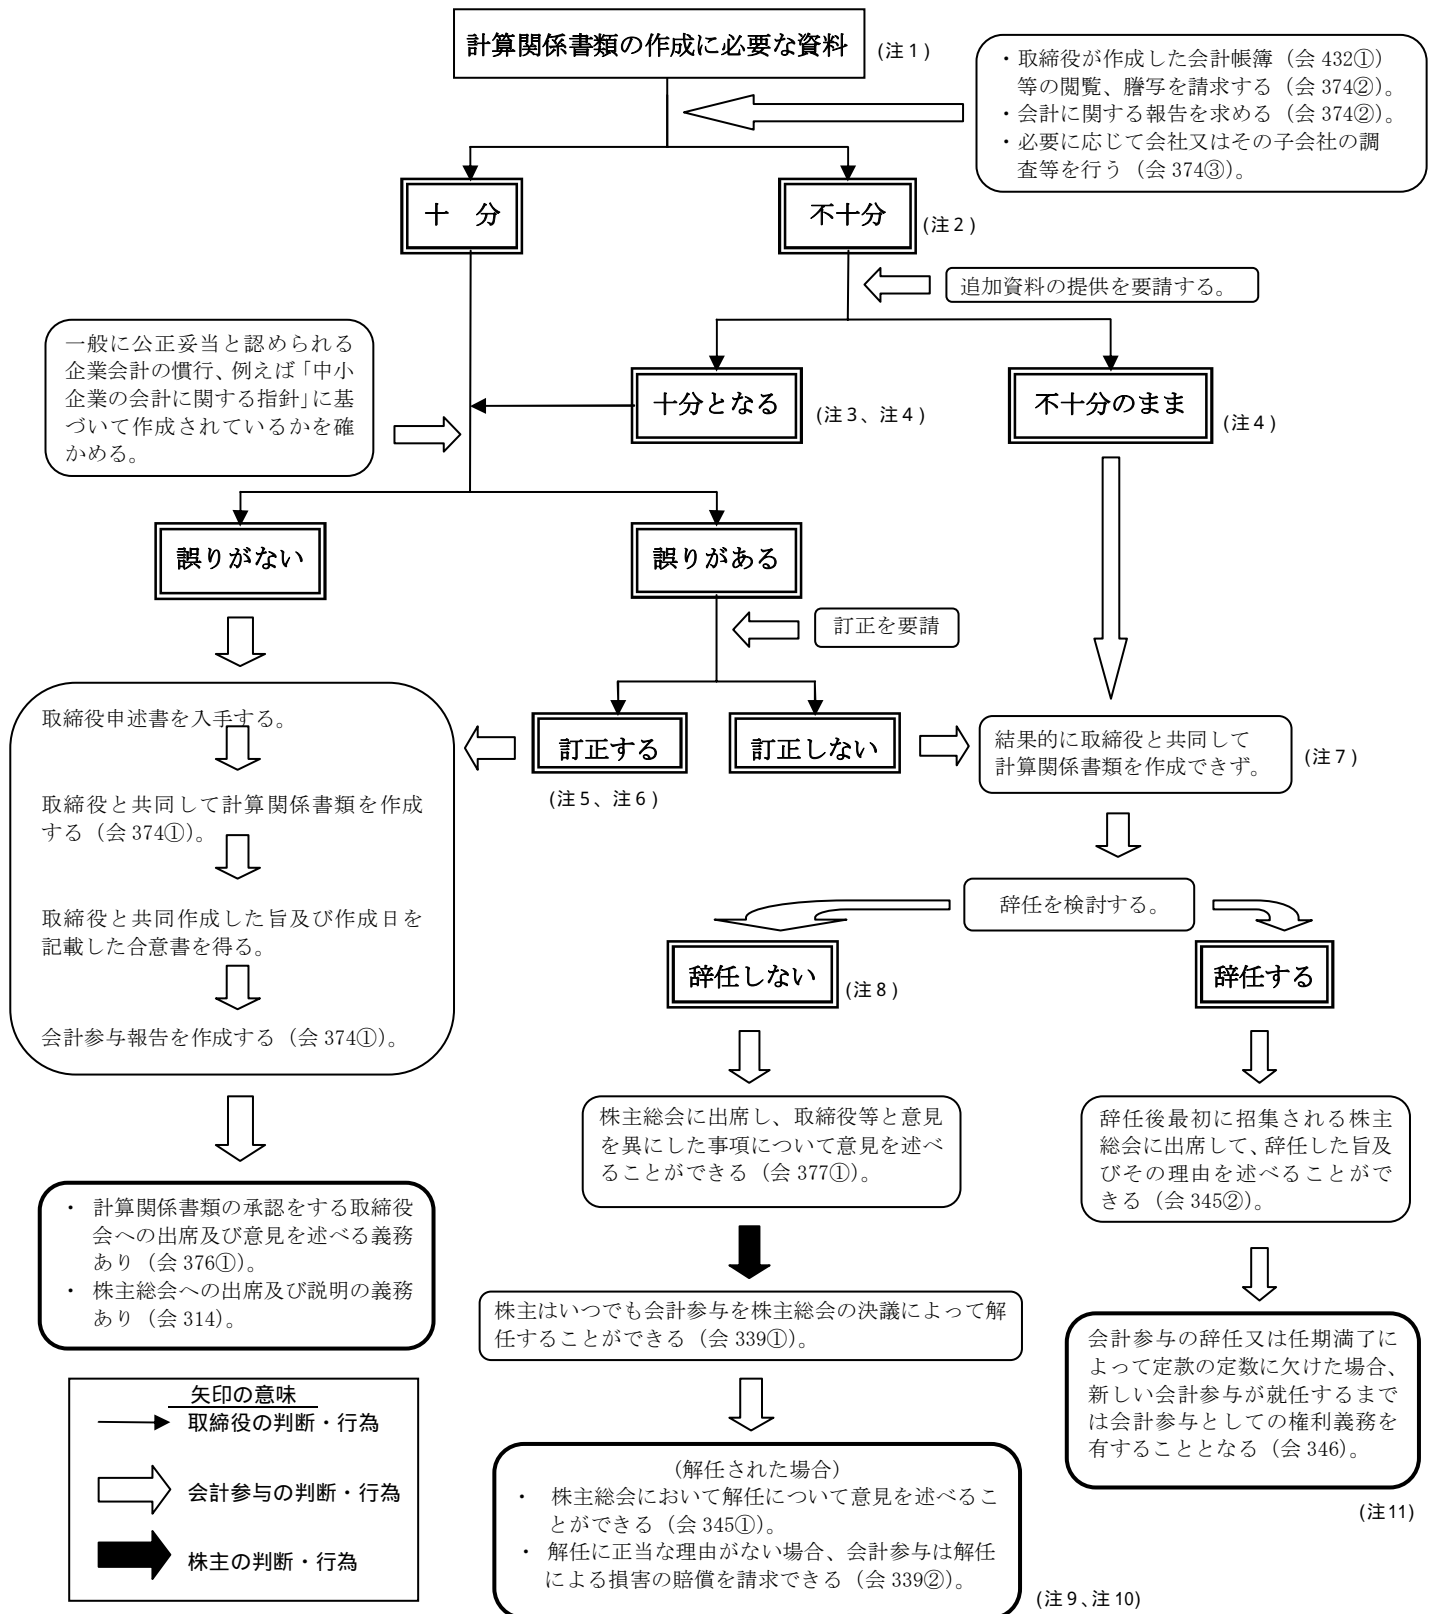 計算関係書類の作成に必要な資料
(注1)
・取締役が作成した会計帳簿（会 432①）
等の閲覧、謄写を請求する（会 374②）。
・会計に関する報告を求める（会 374②）。
・必要に応じて会社又はその子会社の調
査等を行う（会 374③）。
十　分
不十分
(注2)
追加資料の提供を要請する。
一般に公正妥当と認められる
企業会計の慣行、例えば「中小
企業の会計に関する指針」に基
づいて作成されているかを確
かめる。
十分となる
(注3、注4)
不十分のまま
(注4)
誤りがない
誤りがある
訂正を要請
取締役申述書を入手する。
取締役と共同して計算関係書類を作成
する（会 374①）。
取締役と共同作成した旨及び作成日を
記載した合意書を得る。
会計参与報告を作成する（会 374①）。
訂正する
(注5、注6)
訂正しない
結果的に取締役と共同して
計算関係書類を作成できず。
(注7)
辞任を検討する。
辞任しない
(注8)
辞任する
株主総会に出席し、取締役等と意見
を異にした事項について意見を述べ
ることができる（会 377①）。
辞任後最初に招集される株主
総会に出席して、辞任した旨及
びその理由を述べることがで
きる（会 345②）。
・ 計算関係書類の承認をする取締役
会への出席及び意見を述べる義務
あり（会 376①）。
・ 株主総会への出席及び説明の義務
あり（会 314）。
株主はいつでも会計参与を株主総会の決議によって解
任することができる（会 339①）。
会計参与の辞任又は任期満了に
よって定款の定数に欠けた場合、
新しい会計参与が就任するまで
は会計参与としての権利義務を
有することとなる（会 346）。
(注11)
(解任された場合)
・ 株主総会において解任について意見を述べるこ
とができる（会 345①）。
・ 解任に正当な理由がない場合、会計参与は解任
による損害の賠償を請求できる（会 339②）。
(注9、注10)
矢印の意味
取締役の判断・行為
会計参与の判断・行為
株主の判断・行為